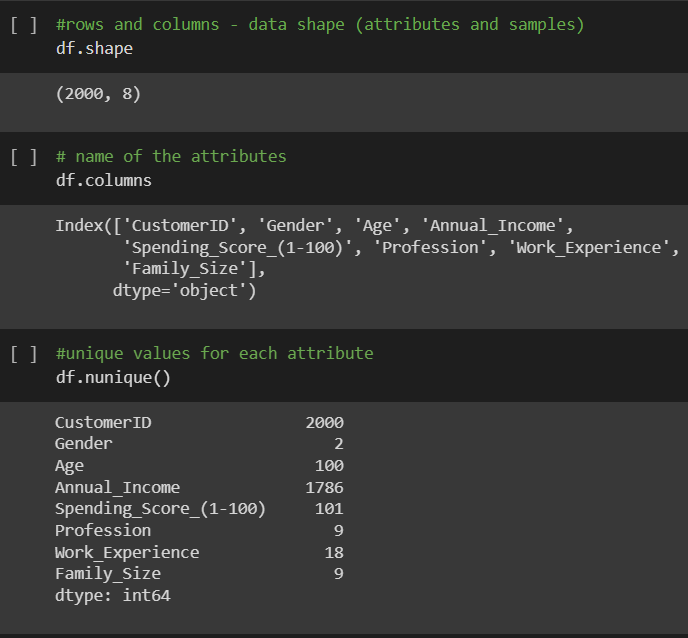 [ ] #rows and columns - data shape (attributes and samples)
df.shape
(2000, 8)
[ ] # name of the attributes
df.columns
Index(['CustomerID', 'Gender', 'Age', 'Annual_Income',
'Spending_Score_(1-100)', 'Profession', 'Work_Experience',
'Family_Size'],
dtype='object')
[ ] #unique values for each attribute
df.nunique()
CustomerID 2000
Gender 2
Age 100
Annual_Income 1786
Spending_Score_(1-100) 101
Profession 9
Work_Experience 18
Family_Size 9
dtype: int64